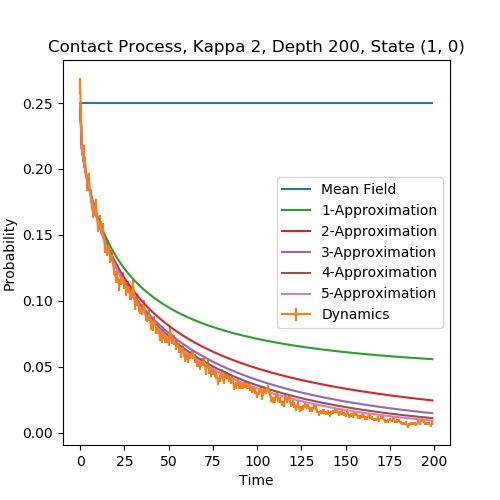 Contact Process, Kappa 2, Depth 200, State (1, 0)
0.25
0.20
0.15
0.10
0.05
0.00
Probability
Mean Field
1-Approximation
2-Approximation
3-Approximation
4-Approximation
5-Approximation
Dynamics
0 25 50 75 100 125 150 175 200
Time